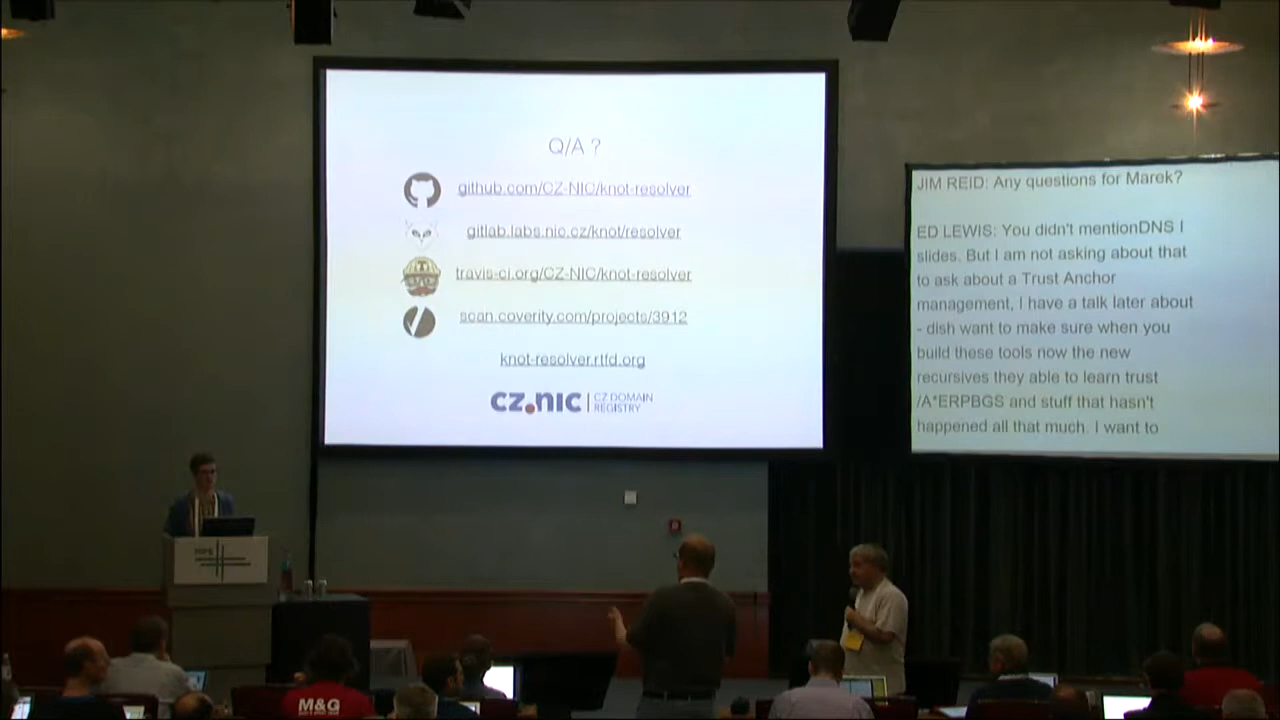 Q/A ?
github.com/CZ-NIC/knot-resolver
gitlab.labs.nic.cz/knot/resolver
travis-ci.org/CZ-NIC/knot-resolver
scan.coverity.com/projects/3912
knot-resolver.rtfd.org
CZ.NIC | CZ DOMAIN
REGISTRY
JIM REID: Any questions for Marek?
ED LEWIS: You didn't mentionDNS I
slides. But I am not asking about that
to ask about a Trust Anchor
management, I have a talk later about
- dish want to make sure when you
build these tools now the new
recursives they able to learn trust
/A*ERPBGS and stuff that hasn't
happened all that much. I want to
RIPE
M&G